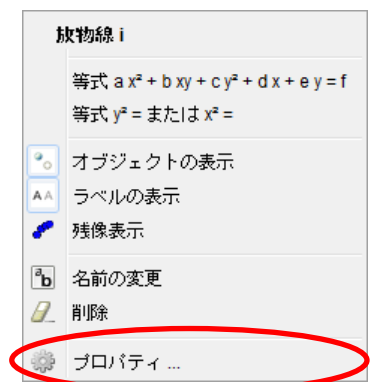 放物線 i
等式 a x² + b xy + c y² + d x + e y = f
等式 y² = または x² =
オブジェクトの表示
AA ラベルの表示
残像表示
ab 名前の変更
削除
プロパティ ...